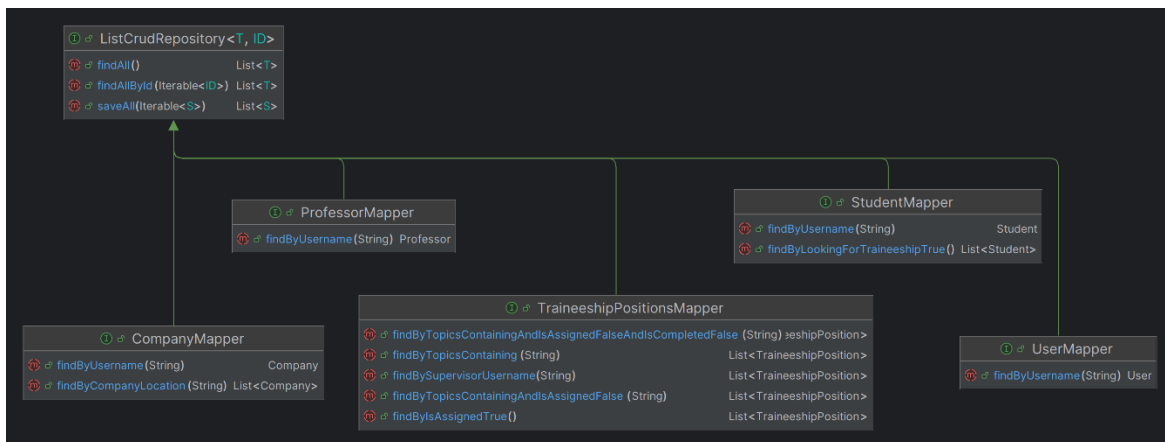 ListCrudRepository<T, ID>
findAll() List<T>
findAllById(Iterable<ID>) List<T>
saveAll(Iterable<S>) List<S>
ProfessorMapper
findByUsername(String) Professor
StudentMapper
findByUsername(String) Student
findByLookingForTraineeshipTrue() List<Student>
TraineeshipPositionsMapper
findByTopicsContainingAndIsAssignedFalseAndIsCompletedFalse (String) eeshipPosition>
findByTopicsContaining (String) List<TraineeshipPosition>
findBySupervisorUsername(String) List<TraineeshipPosition>
findByTopicsContainingAndIsAssignedFalse (String) List<TraineeshipPosition>
findByIsAssignedTrue() List<TraineeshipPosition>
CompanyMapper
findByUsername(String) Company
findByCompanyLocation(String) List<Company>
UserMapper
findByUsername(String) User